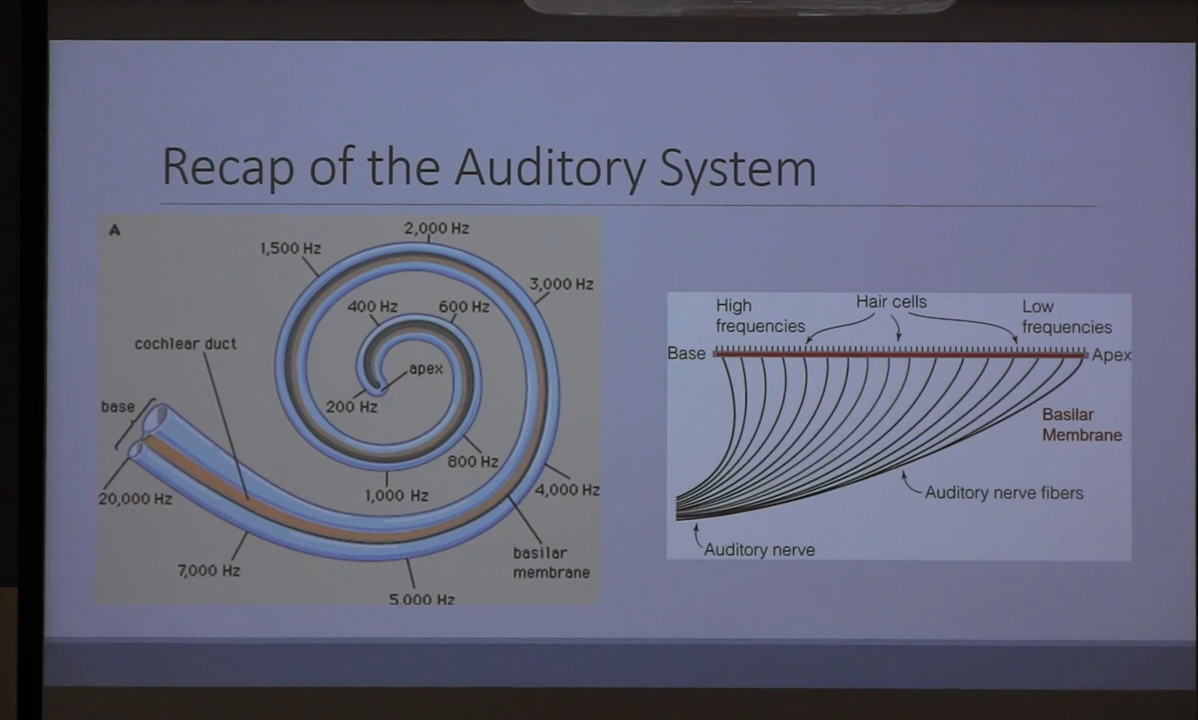 Recap of the Auditory System
A
2,000 Hz
1,500 Hz
3,000 Hz
400 Hz
600 Hz
cochlear duct
apex
200 Hz
base
800 Hz
1,000 Hz
4,000 Hz
20,000 Hz
basilar
membrane
7,000 Hz
5,000 Hz
High
frequencies
Hair cells
Low
frequencies
Base
Apex
Basilar
Membrane
Auditory nerve fibers
Auditory nerve